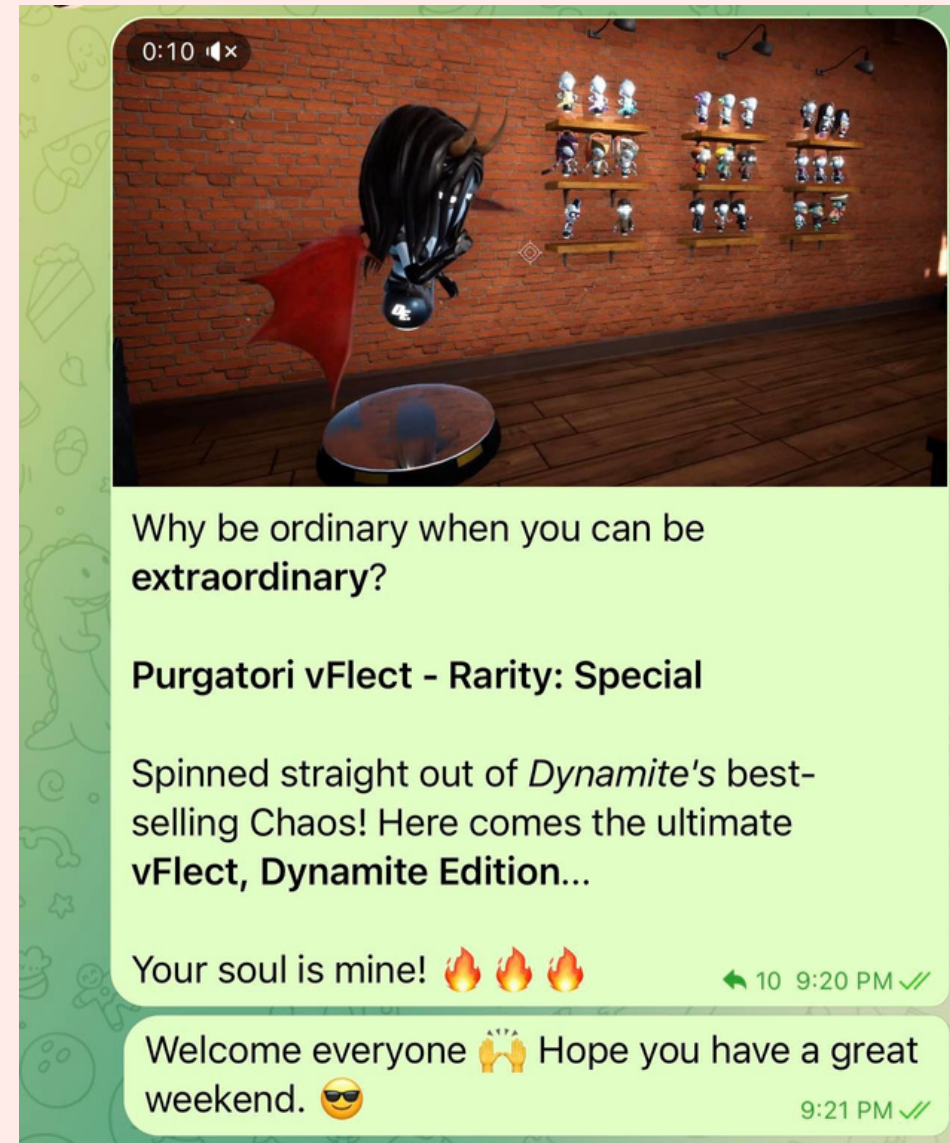 0:10
DE.
Why be ordinary when you can be
extraordinary?
Purgatori vFlect - Rarity: Special
Spinned straight out of Dynamite's best-
selling Chaos! Here comes the ultimate
vFlect, Dynamite Edition...
Your soul is mine! 🔥🔥🔥
10 9:20 PM
Welcome everyone 🙌 Hope you have a great
weekend. 😎
9:21 PM